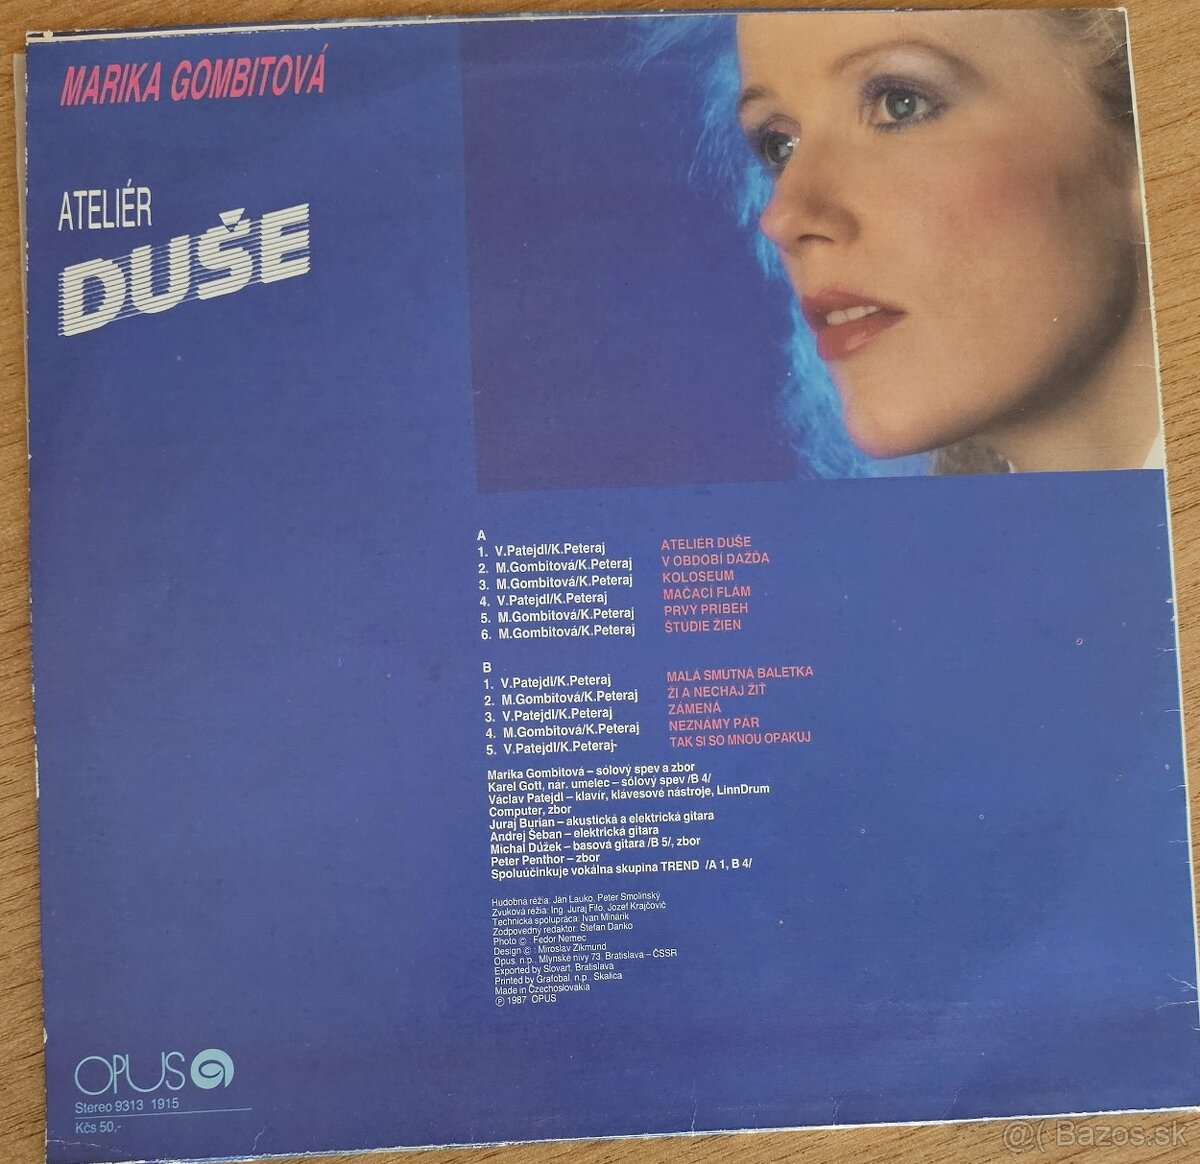 MARIKA GOMBITOVÁ
ATELIÉR
DUŠE
A
1. V.Patejdl/K.Peteraj ATELIÉR DUŠE
2. M.Gombitová/K.Peteraj V OBDOBÍ DAŽĎA
3. M.Gombitová/K.Peteraj KOLOSEUM
4. V.Patejdl/K.Peteraj MAČACÍ FLÁM
5. M.Gombitová/K.Peteraj PRVÝ PRÍBEH
6. M.Gombitová/K.Peteraj ŠTÚDIE ŽIEN
B
1. V.Patejdl/K.Peteraj MALÁ SMUTNÁ BALETKA
2. M.Gombitová/K.Peteraj ŽI A NECHAJ ŽIŤ
3. V.Patejdl/K.Peteraj ZÁMENÁ
4. M.Gombitová/K.Peteraj NEZNÁMY PÁR
5. V.Patejdl/K.Peteraj- TAK SI SO MNOU OPAKUJ
Marika Gombitová – sólový spev a zbor
Karel Gott, nár. umelec – sólový spev /B 4/
Václav Patejdl – klavír, klávesové nástroje, LinnDrum
Computer, zbor
Juraj Burian – akustická a elektrická gitara
Andrej Šeban – elektrická gitara
Michal Dúžek – basová gitara /B 5/, zbor
Peter Penthor – zbor
Spoluúčinkuje vokálna skupina TREND /A 1, B 4/
Hudobná réžia: Ján Lauko, Peter Smolinský
Zvuková réžia: Ing. Juraj Filo, Jozef Krajčovič
Technická spolupráca: Ivan Minárik
Zodpovedný redaktor: Štefan Danko
Photo © : Fedor Nemec
Design © : Miroslav Zikmund
Opus, n.p., Mlynské nivy 73, Bratislava – ČSSR
Exported by Slovart, Bratislava
Printed by Grafobal, n.p., Skalica
Made in Czechoslovakia
℗ 1987 OPUS
OPUS
Stereo 9313 1915
Kčs 50,-
@( Bazos.sk